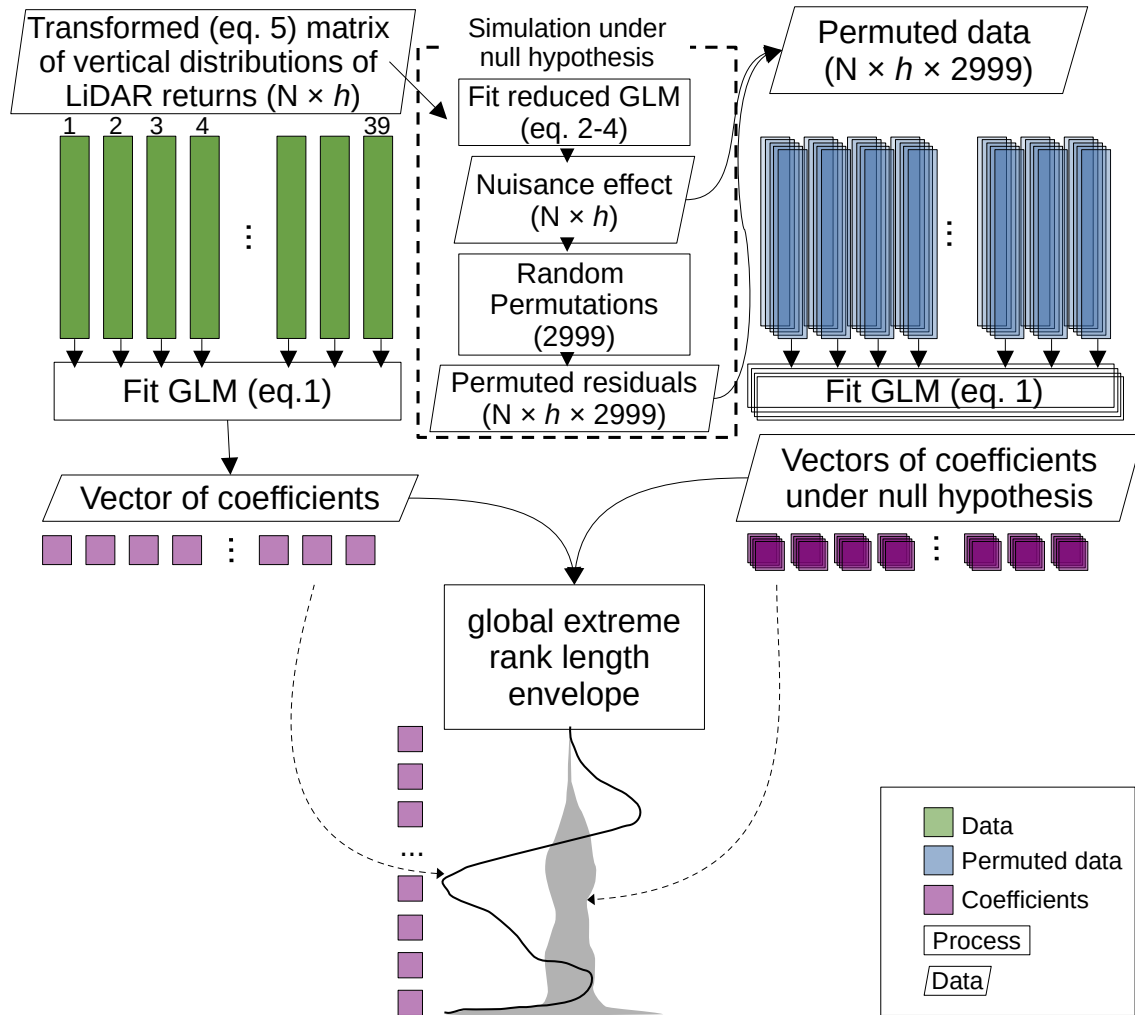 Transformed (eq. 5) matrix
of vertical distributions of
LiDAR returns (N × h)
1 2 3 4 39
...
Fit GLM (eq.1)
Vector of coefficients
...
Simulation under
null hypothesis
Fit reduced GLM
(eq. 2-4)
Nuisance effect
(N × h)
Random
Permutations
(2999)
Permuted residuals
(N × h × 2999)
Permuted data
(N × h × 2999)
...
Fit GLM (eq. 1)
Vectors of coefficients
under null hypothesis
...
global extreme
rank length
envelope
...
Data
Permuted data
Coefficients
Process
Data